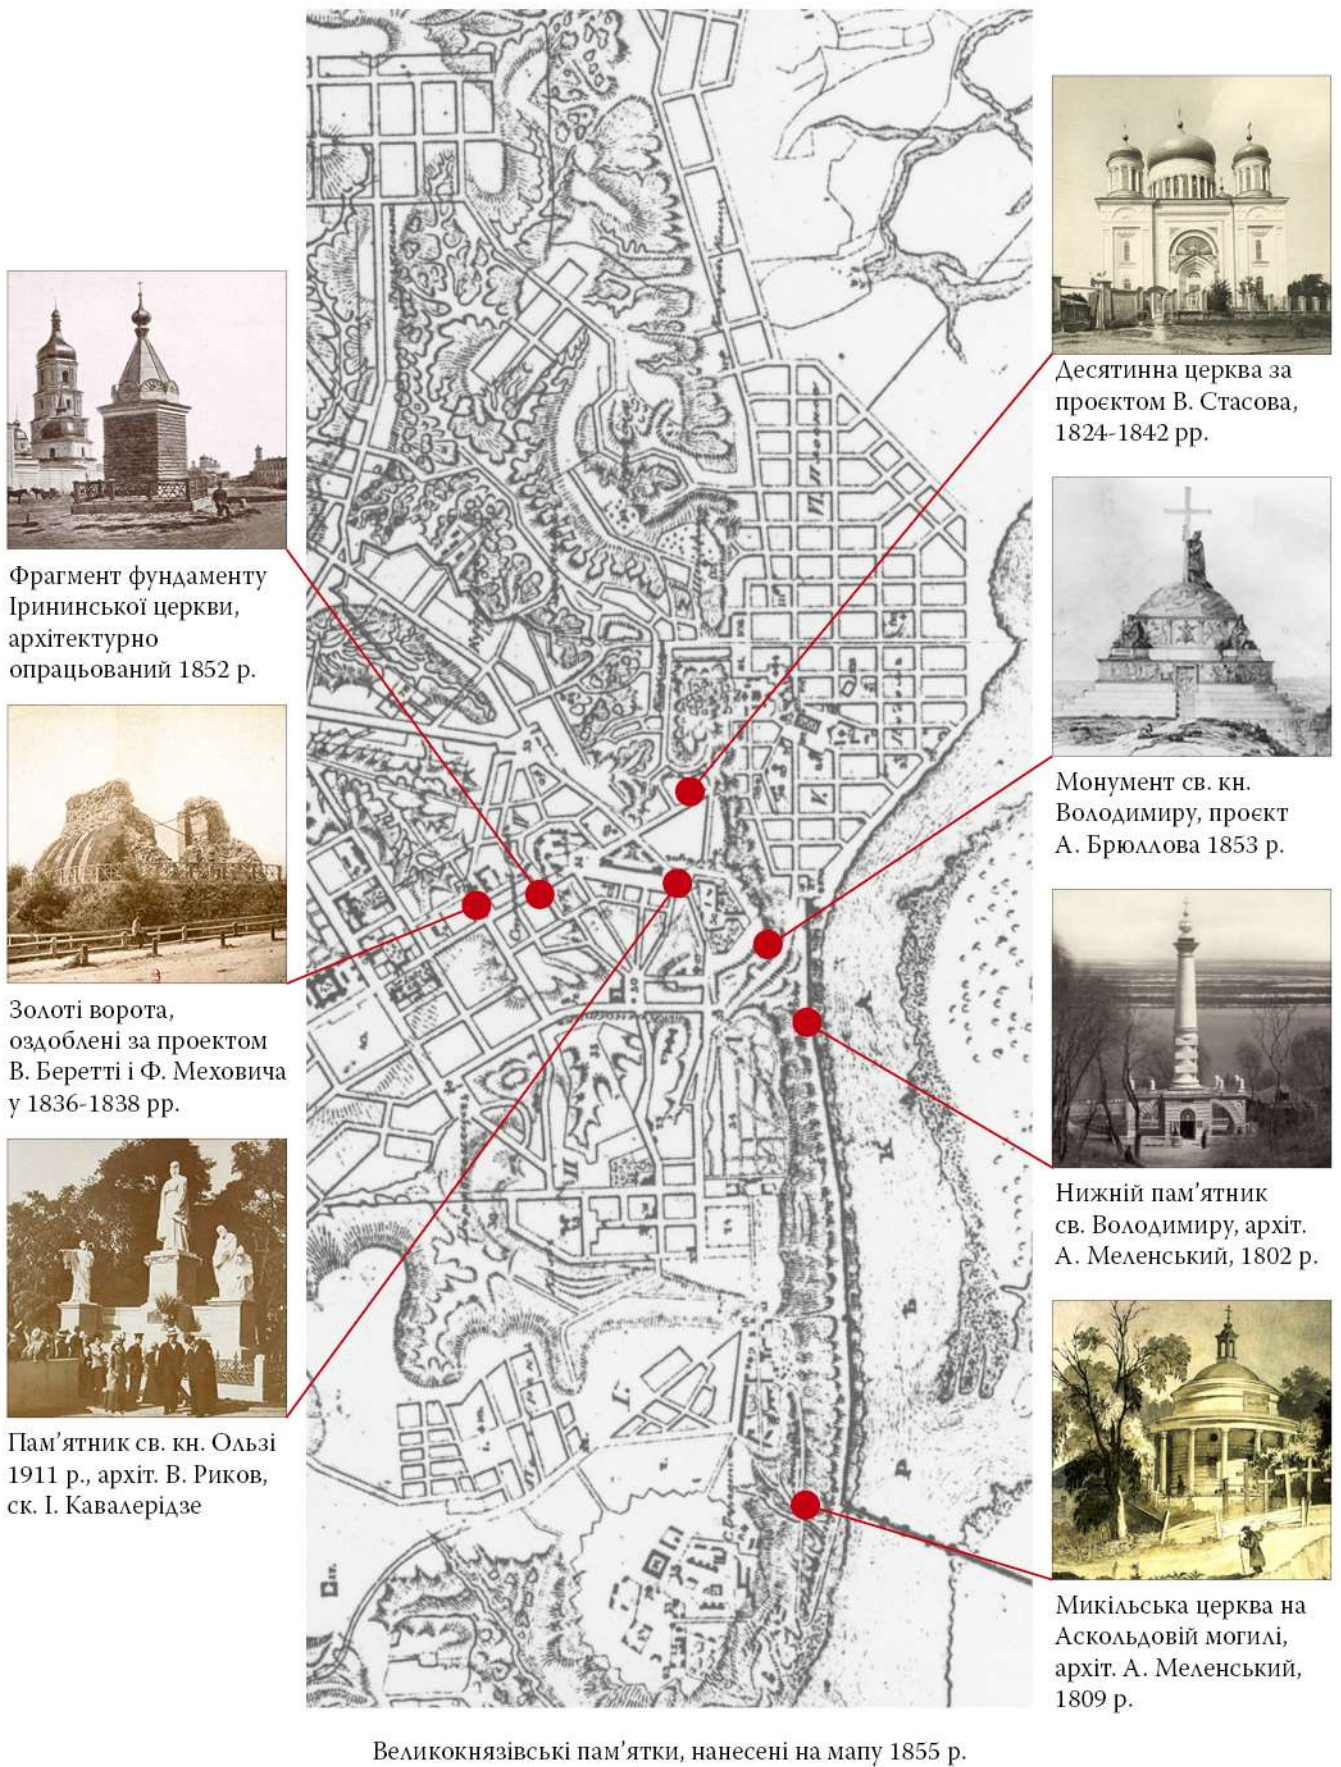 Фрагмент фундаменту
Ірининської церкви,
архітектурно
опрацьований 1852 р.
Золоті ворота,
оздоблені за проектом
В. Беретті і Ф. Меховича
у 1836-1838 рр.
Пам’ятник св. кн. Ользі
1911 р., архіт. В. Риков,
ск. І. Кавалерідзе
Десятинна церква за
проєктом В. Стасова,
1824-1842 рр.
Монумент св. кн.
Володимиру, проєкт
А. Брюллова 1853 р.
Нижній пам’ятник
св. Володимиру, архіт.
А. Меленський, 1802 р.
Микільська церква на
Аскольдовій могилі,
архіт. А. Меленський,
1809 р.
Великокнязівські пам’ятки, нанесені на мапу 1855 р.